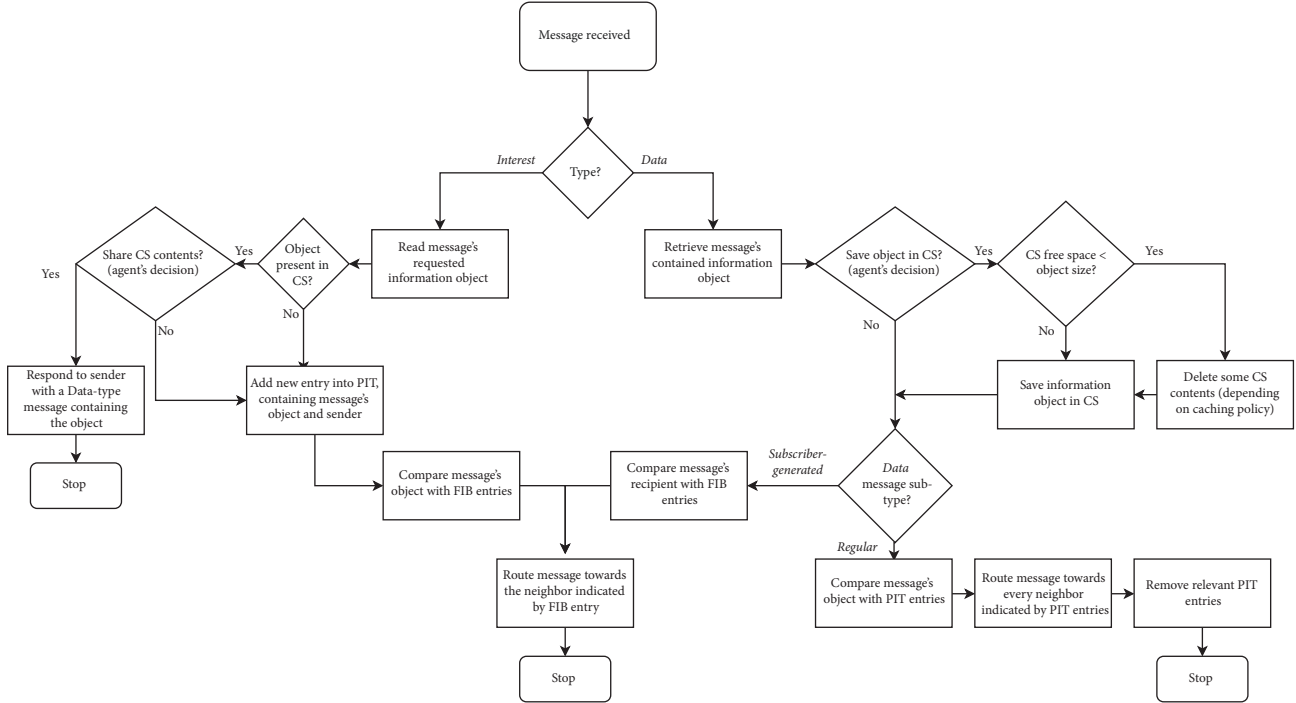 Message received
Interest
Type?
Data
Share CS contents?
(agent's decision)
Yes
Yes
No
Object
present in
CS?
No
Read message's
requested
information object
Retrieve message's
contained information
object
Save object in CS?
(agent's decision)
Yes
No
CS free space <
object size?
Yes
No
Respond to sender
with a Data-type
message containing
the object
Add new entry into PIT,
containing message's
object and sender
Save information
object in CS
Delete some CS
contents (depending
on caching policy)
Stop
Compare message's
object with FIB entries
Compare message's
recipient with FIB
entries
Subscriber-
generated
Data
message sub-
type?
Regular
Route message towards
the neighbor indicated
by FIB entry
Compare message's
object with PIT entries
Route message towards
every neighbor
indicated by PIT entries
Remove relevant PIT
entries
Stop
Stop